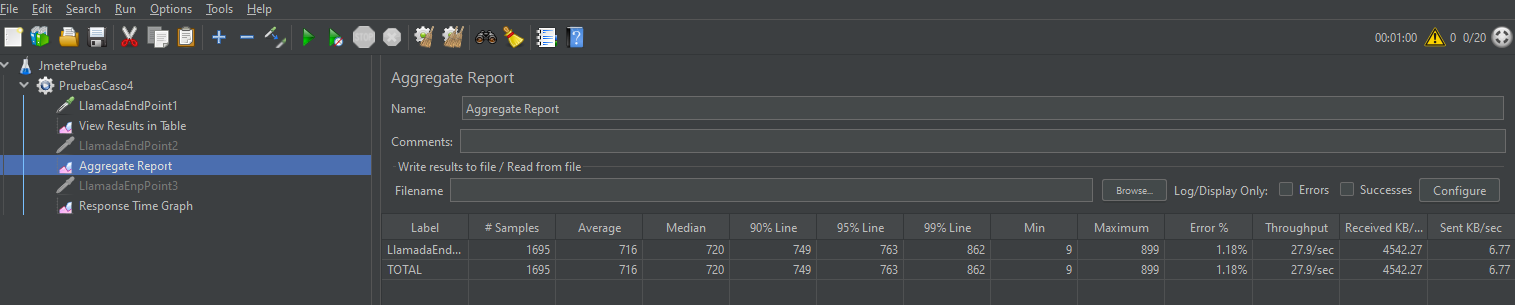 File Edit Search Run Options Tools Help
00:01:00 0 0/20
JmetePrueba
PruebasCaso4
LlamadaEndPoint1
View Results in Table
LlamadaEndPoint2
Aggregate Report
LlamadaEnpPoint3
Response Time Graph
Aggregate Report
Name: Aggregate Report
Comments:
Write results to file / Read from file
Filename Browse... Log/Display Only: Errors Successes Configure
Label # Samples Average Median 90% Line 95% Line 99% Line Min Maximum Error % Throughput Received KB/... Sent KB/sec
LlamadaEnd... 1695 716 720 749 763 862 9 899 1.18% 27.9/sec 4542.27 6.77
TOTAL 1695 716 720 749 763 862 9 899 1.18% 27.9/sec 4542.27 6.77